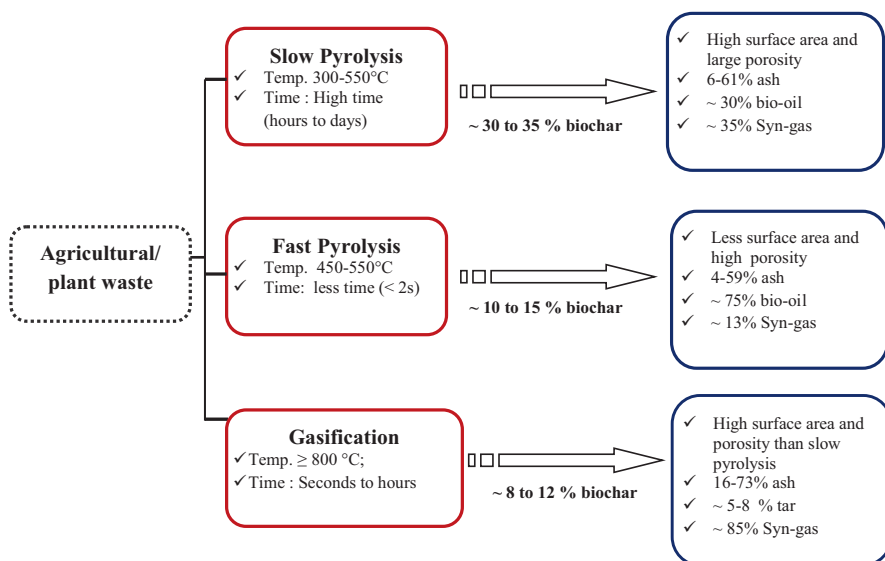 Agricultural/
plant waste
Slow Pyrolysis
✓ Temp. 300-550°C
✓ Time : High time
(hours to days)
~ 30 to 35 % biochar
✓ High surface area and
large porosity
✓ 6-61% ash
✓ ~ 30% bio-oil
✓ ~ 35% Syn-gas
Fast Pyrolysis
✓ Temp. 450-550°C
✓ Time: less time (< 2s)
~ 10 to 15 % biochar
✓ Less surface area and
high porosity
✓ 4-59% ash
✓ ~ 75% bio-oil
✓ ~ 13% Syn-gas
Gasification
✓Temp. ≥ 800 °C;
✓Time : Seconds to hours
~ 8 to 12 % biochar
✓ High surface area and
porosity than slow
pyrolysis
✓ 16-73% ash
✓ ~ 5-8 % tar
✓ ~ 85% Syn-gas